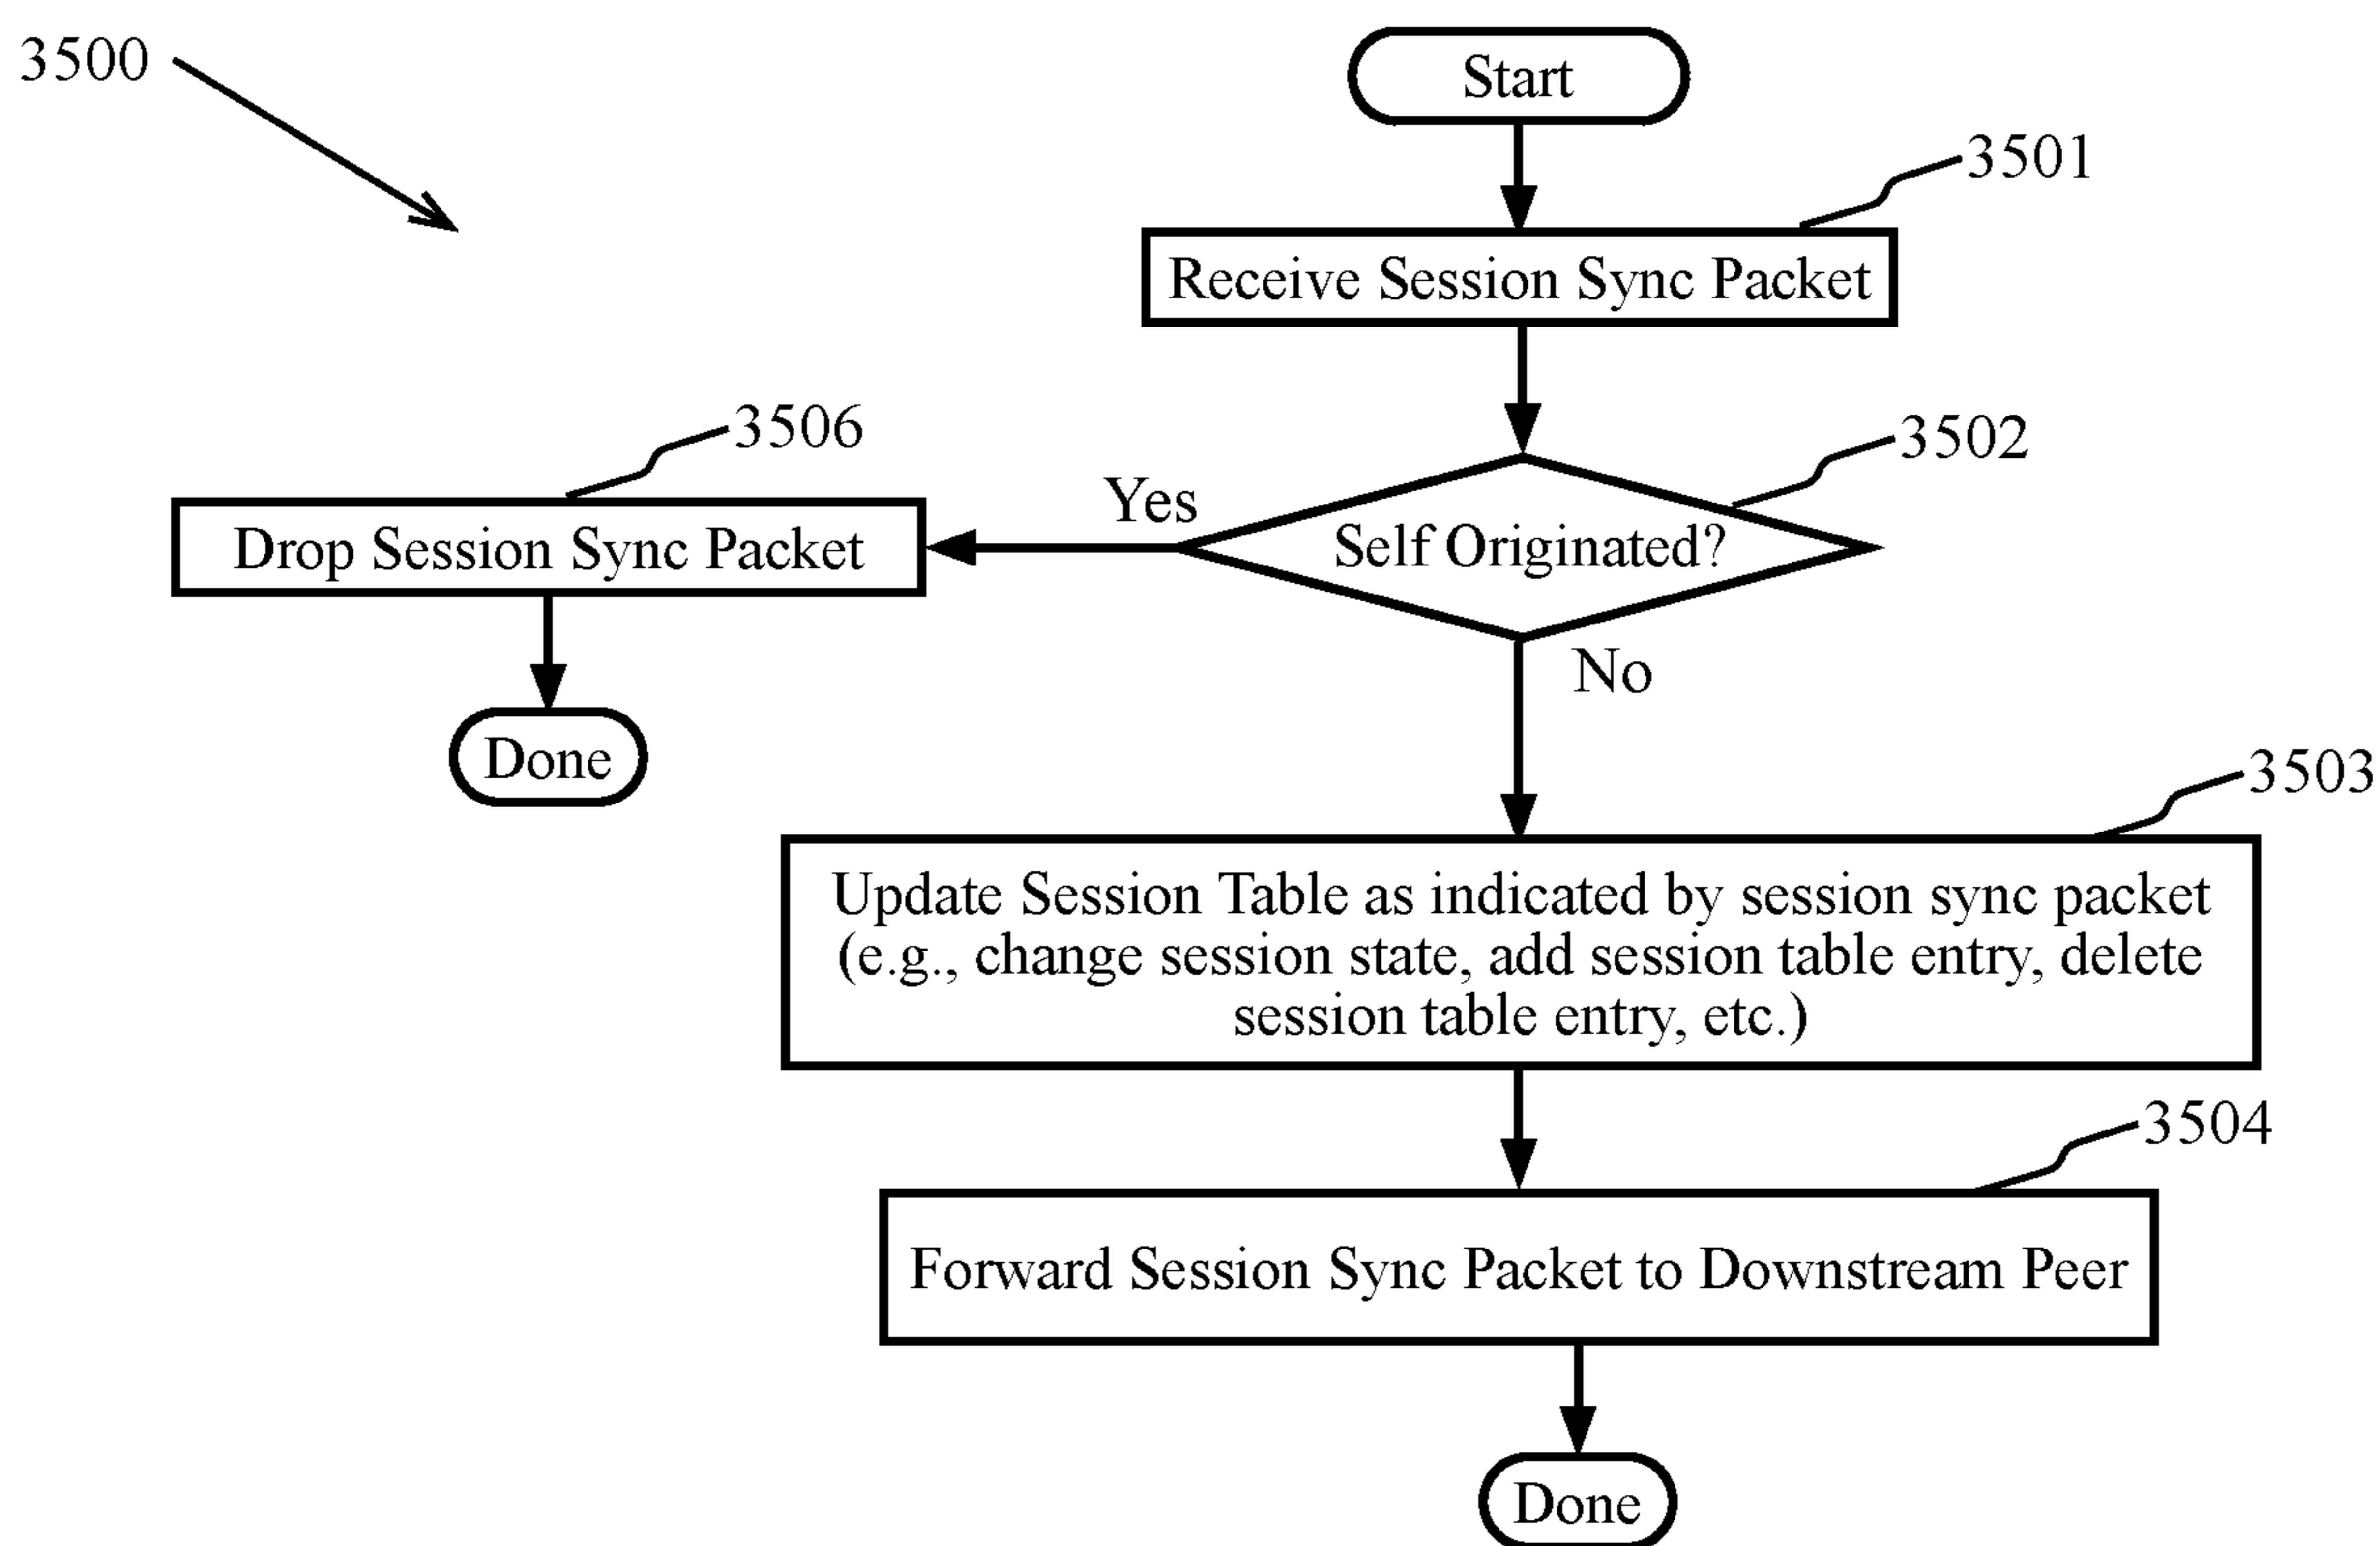 3500
Start
3501
Receive Session Sync Packet
3506
3502
Yes
Drop Session Sync Packet
Self Originated?
No
Done
3503
Update Session Table as indicated by session sync packet
(e.g., change session state, add session table entry, delete
session table entry, etc.)
3504
Forward Session Sync Packet to Downstream Peer
Done